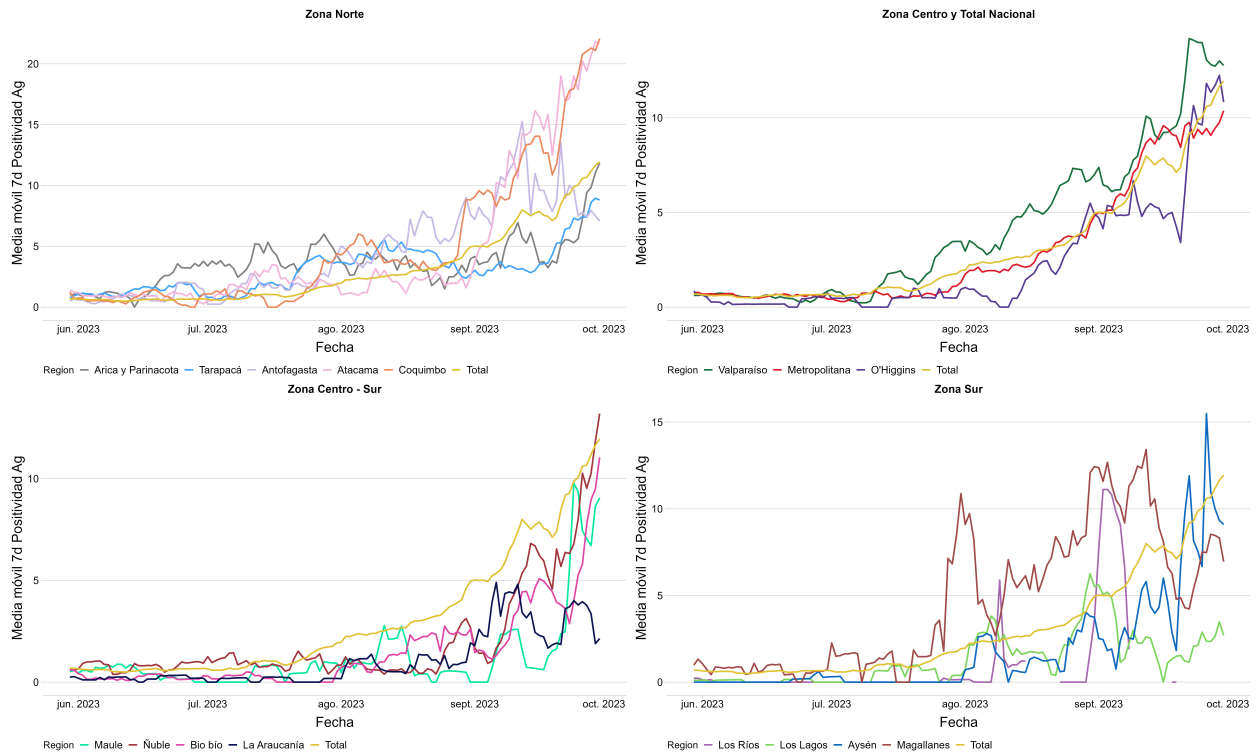 Zona Norte
Media móvil 7d Positividad Ag
20
15
10
5
0
jun. 2023 jul. 2023 ago. 2023 sept. 2023 oct. 2023
Fecha
Region Arica y Parinacota Tarapacá Antofagasta Atacama Coquimbo Total
Zona Centro y Total Nacional
Media móvil 7d Positividad Ag
10
5
0
jun. 2023 jul. 2023 ago. 2023 sept. 2023 oct. 2023
Fecha
Region Valparaíso Metropolitana O'Higgins Total
Zona Centro - Sur
Media móvil 7d Positividad Ag
10
5
0
jun. 2023 jul. 2023 ago. 2023 sept. 2023 oct. 2023
Fecha
Region Maule Ñuble Bio bío La Araucanía Total
Zona Sur
Media móvil 7d Positividad Ag
15
10
5
0
jun. 2023 jul. 2023 ago. 2023 sept. 2023 oct. 2023
Fecha
Region Los Ríos Los Lagos Aysén Magallanes Total